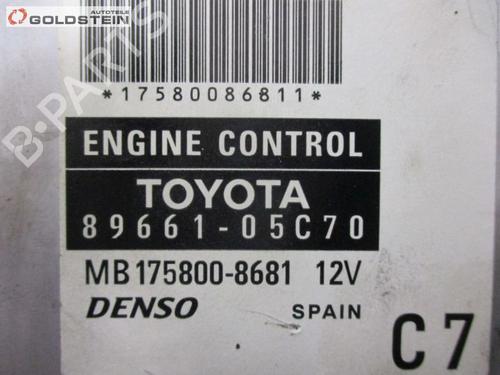 Autoteile
GOLDSTEIN
B-PARTS
*17580086811*
ENGINE CONTROL
TOYOTA
89661-05C70
MB175800-8681 12V
DENSO SPAIN
C7